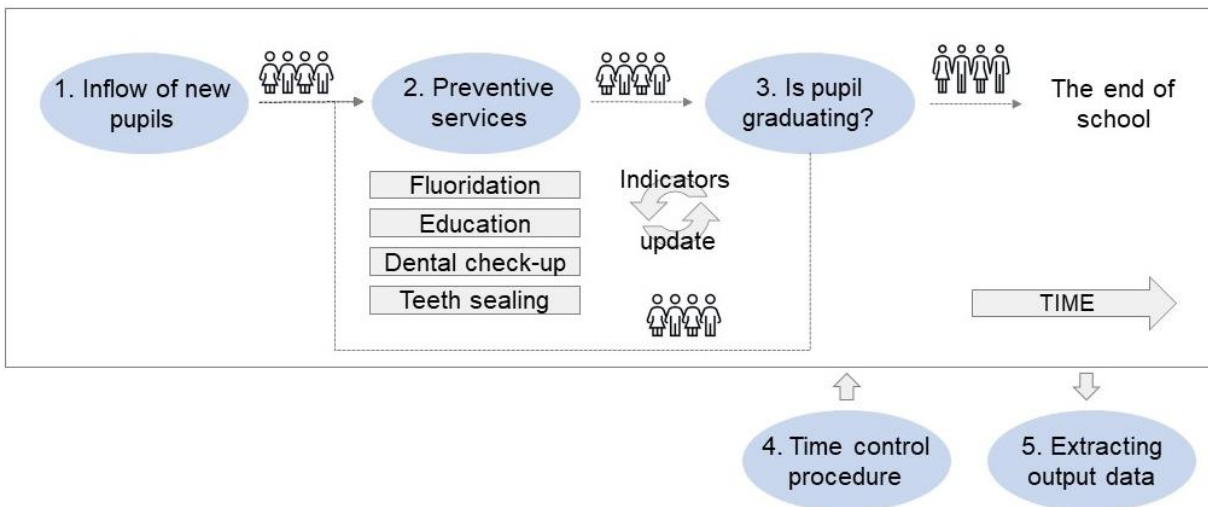 1. Inflow of new
pupils
2. Preventive
services
3. Is pupil
graduating?
The end of
school
Fluoridation
Education
Dental check-up
Teeth sealing
Indicators
update
TIME
4. Time control
procedure
5. Extracting
output data